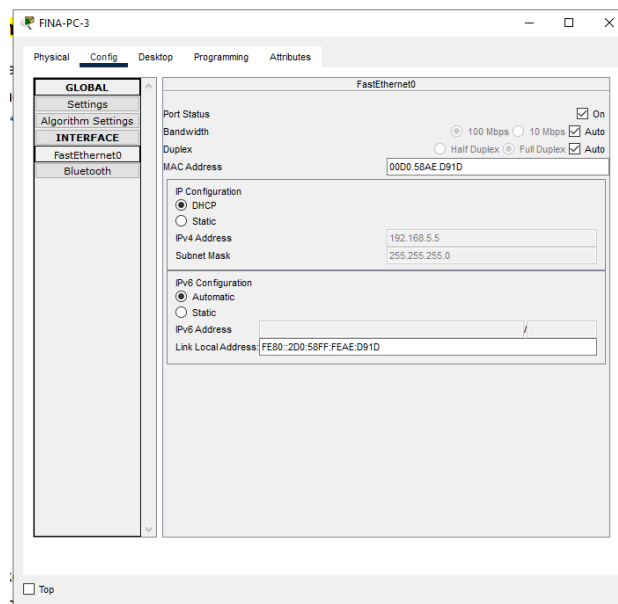 FINA-PC-3
Physical Config Desktop Programming Attributes
GLOBAL
Settings
Algorithm Settings
INTERFACE
FastEthernet0
Bluetooth
FastEthernet0
Port Status On
Bandwidth 100 Mbps 10 Mbps Auto
Duplex Half Duplex Full Duplex Auto
MAC Address 00D0.58AE.D91D
IP Configuration
DHCP
Static
IPv4 Address 192.168.5.5
Subnet Mask 255.255.255.0
IPv6 Configuration
Automatic
Static
IPv6 Address /
Link Local Address: FE80::2D0:58FF:FEAE:D91D
Top